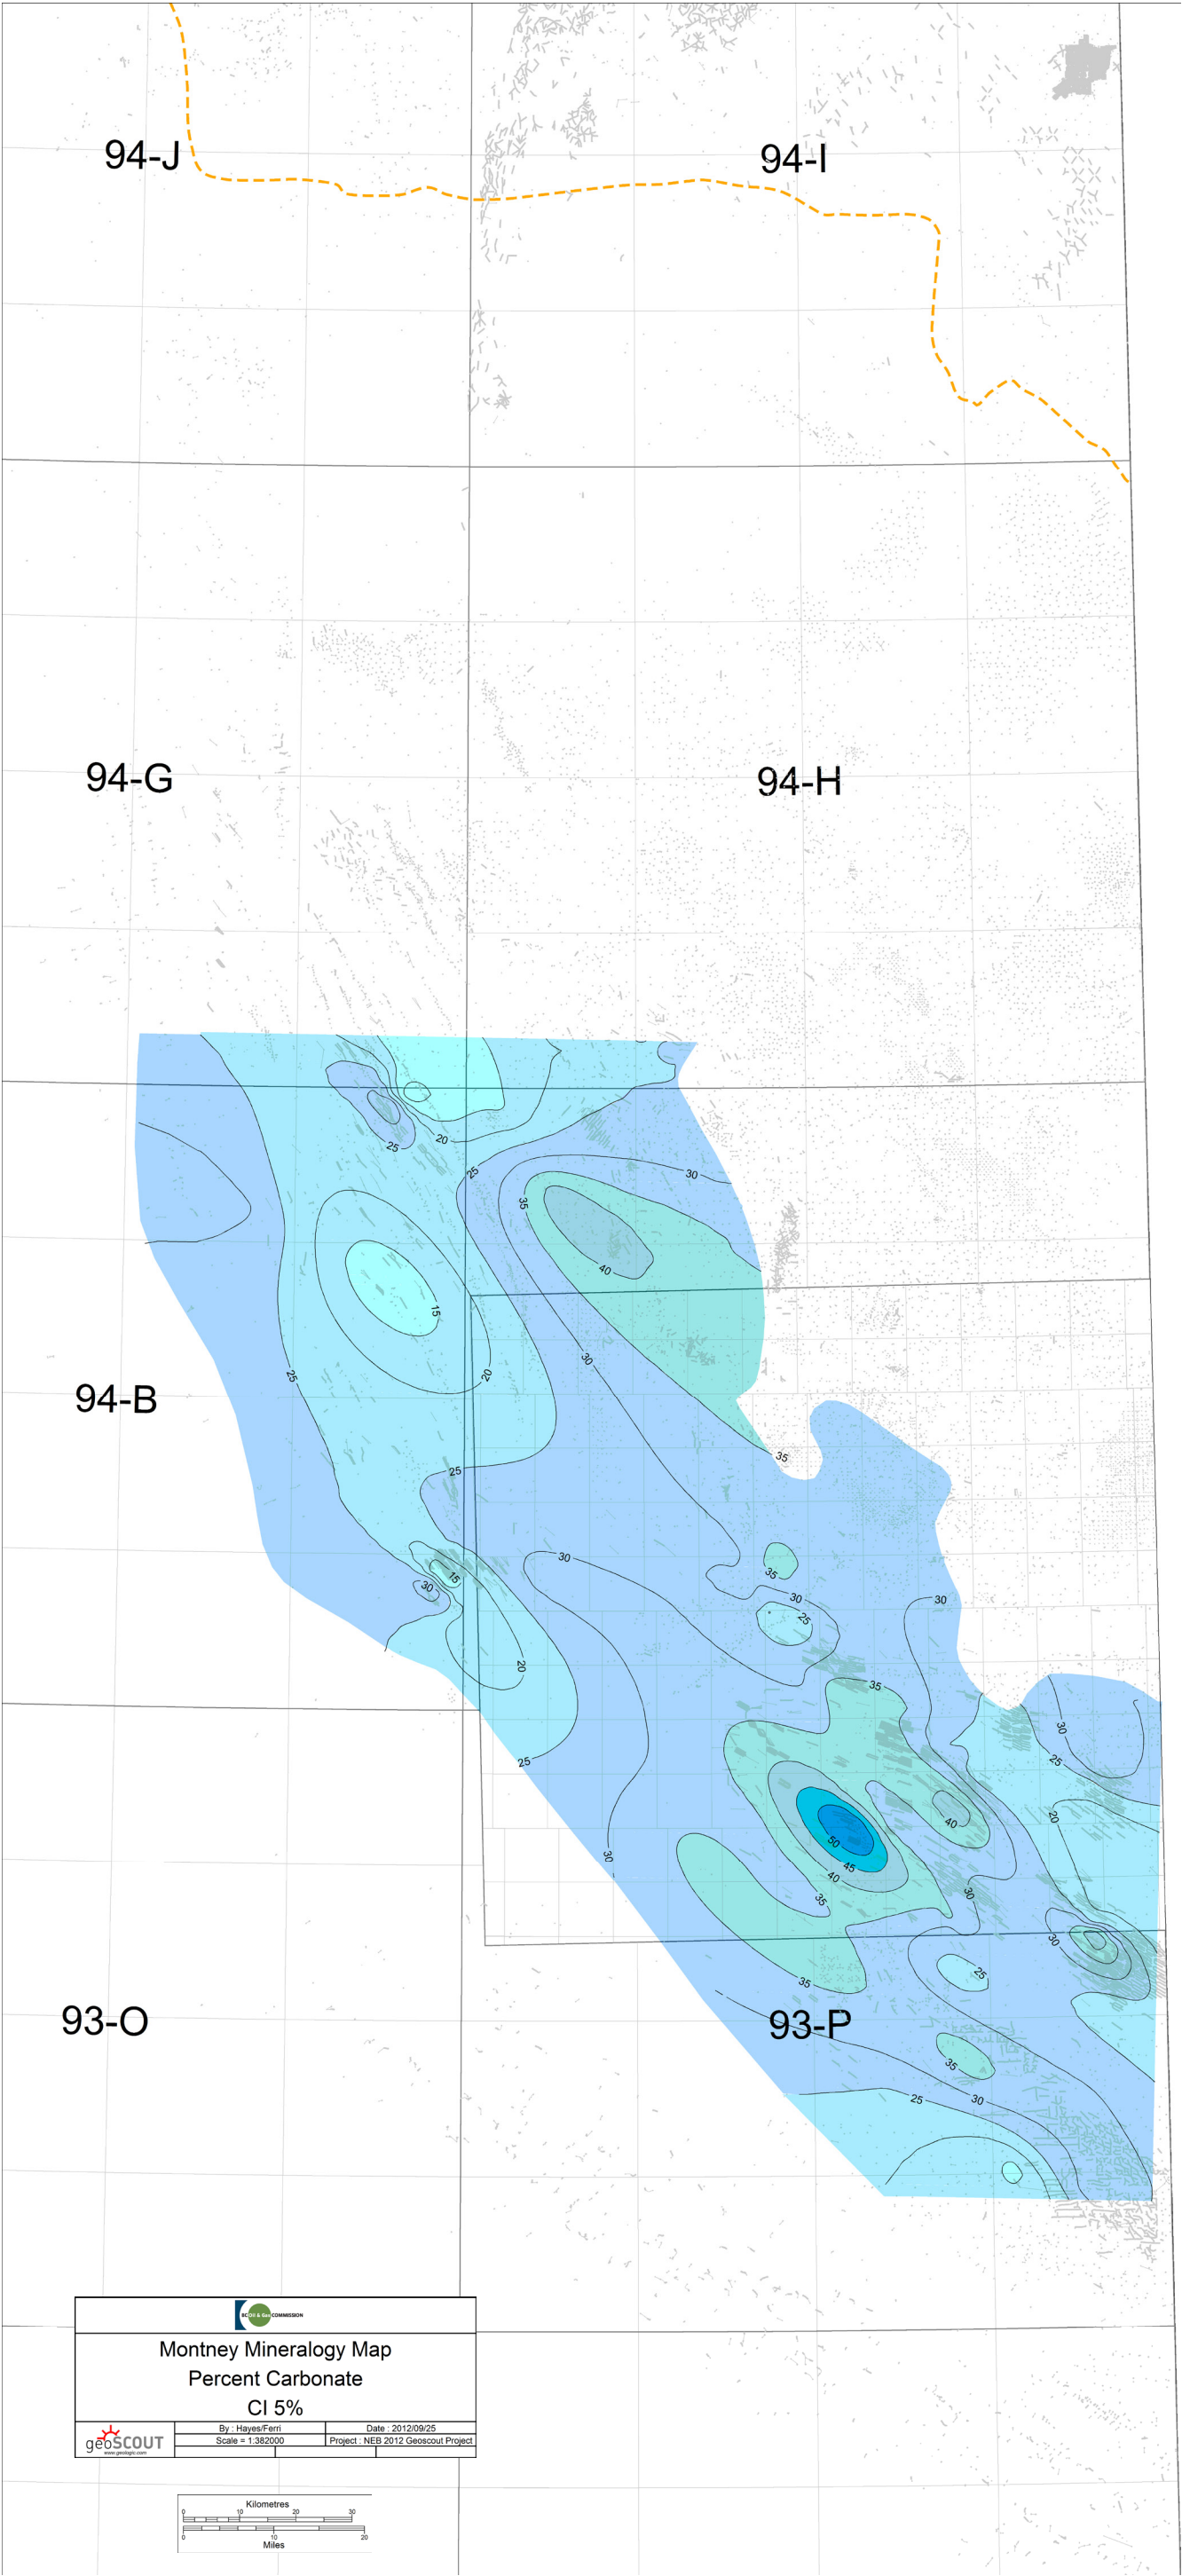 94-J
94-I
94-G
94-H
20
25
25
30
35
40
15
30
20
25
94-B
35
25
30
35
15
30
30
25
30
20
35
30
25
25
20
40
50
45
40
30
35
30
30
25
35
93-O
93-P
35
25
30
BC Oil & Gas COMMISSION
Montney Mineralogy Map
Percent Carbonate
CI 5%
geoSCOUT
www.geologic.com
By : Hayes/Ferri
Date : 2012/09/25
Scale = 1:382000
Project : NEB 2012 Geoscout Project
Kilometres
0 10 20 30
0 10 20
Miles